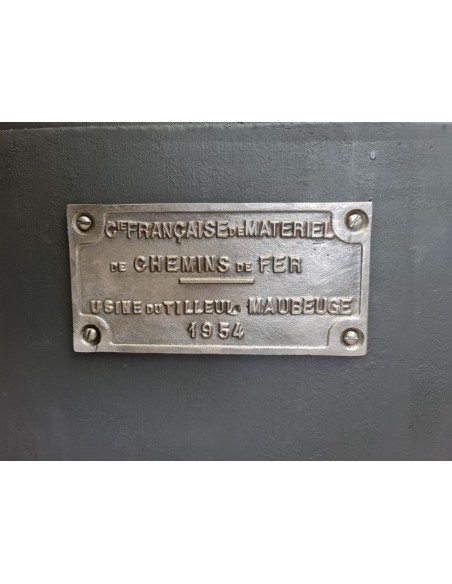 CIE FRANÇAISE DE MATERIEL
DE CHEMINS DE FER
USINE DU TILLEUL MAUBEUGE
1954